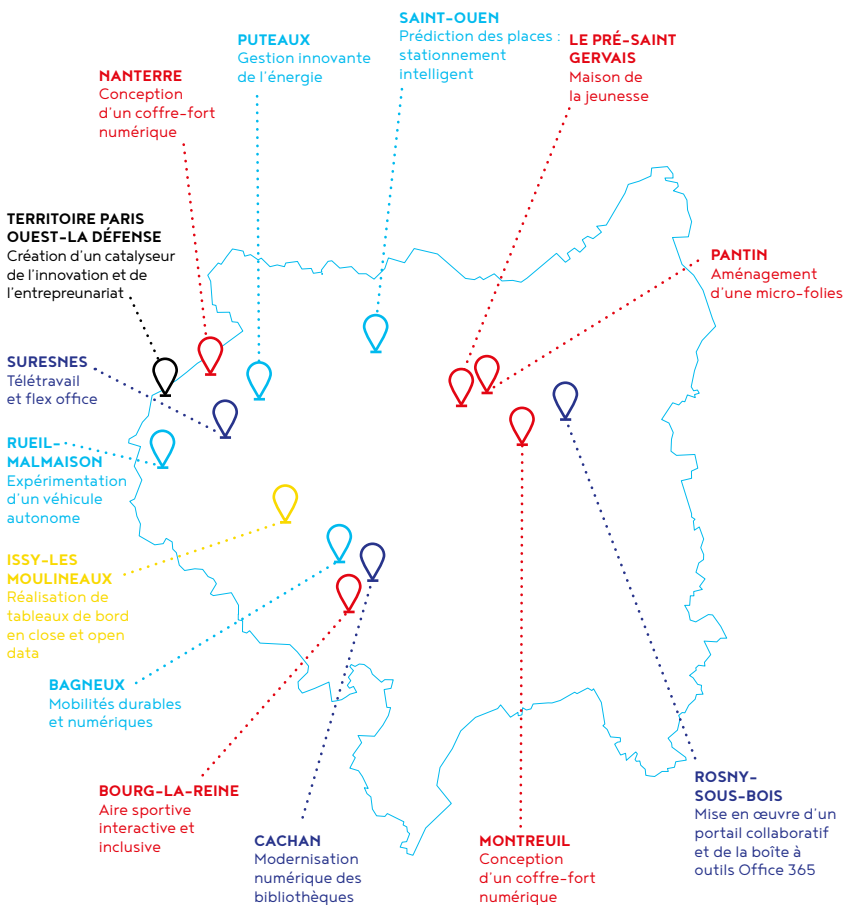 SAINT-OUEN
Prédiction des places :
stationnement
intelligent
PUTEAUX
Gestion innovante
de l'énergie
LE PRÉ-SAINT
GERVAIS
Maison de
la jeunesse
NANTERRE
Conception
d'un coffre-fort
numérique
TERRITOIRE PARIS
OUEST-LA DÉFENSE
Création d'un catalyseur
de l'innovation et de
l'entrepreunariat
PANTIN
Aménagement
d'une micro-folies
SURESNES
Télétravail
et flex office
RUEIL-
MALMAISON
Expérimentation
d'un véhicule
autonome
ISSY-LES
MOULINEAUX
Réalisation de
tableaux de bord
en close et open
data
BAGNEUX
Mobilités durables
et numériques
BOURG-LA-REINE
Aire sportive
interactive et
inclusive
CACHAN
Modernisation
numérique des
bibliothèques
MONTREUIL
Conception
d'un coffre-fort
numérique
ROSNY-
SOUS-BOIS
Mise en œuvre d'un
portail collaboratif
et de la boîte à
outils Office 365